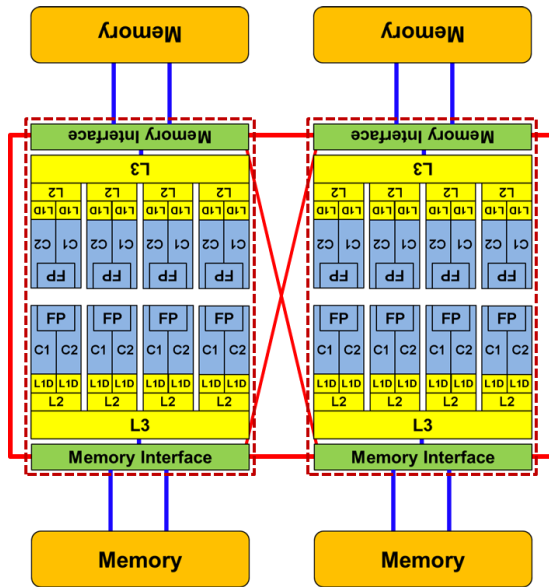 Memory Memory
Memory Interface Memory Interface
L3 L3
L2 L2 L2 L2 L2 L2 L2 L2
L1D L1D L1D L1D L1D L1D L1D L1D L1D L1D L1D L1D L1D L1D L1D L1D
C2 C1 C2 C1 C2 C1 C2 C1 C2 C1 C2 C1 C2 C1 C2 C1
FP FP FP FP FP FP FP FP
FP FP FP FP FP FP FP FP
C1 C2 C1 C2 C1 C2 C1 C2 C1 C2 C1 C2 C1 C2 C1 C2
L1D L1D L1D L1D L1D L1D L1D L1D L1D L1D L1D L1D L1D L1D L1D L1D
L2 L2 L2 L2 L2 L2 L2 L2
L3 L3
Memory Interface Memory Interface
Memory Memory